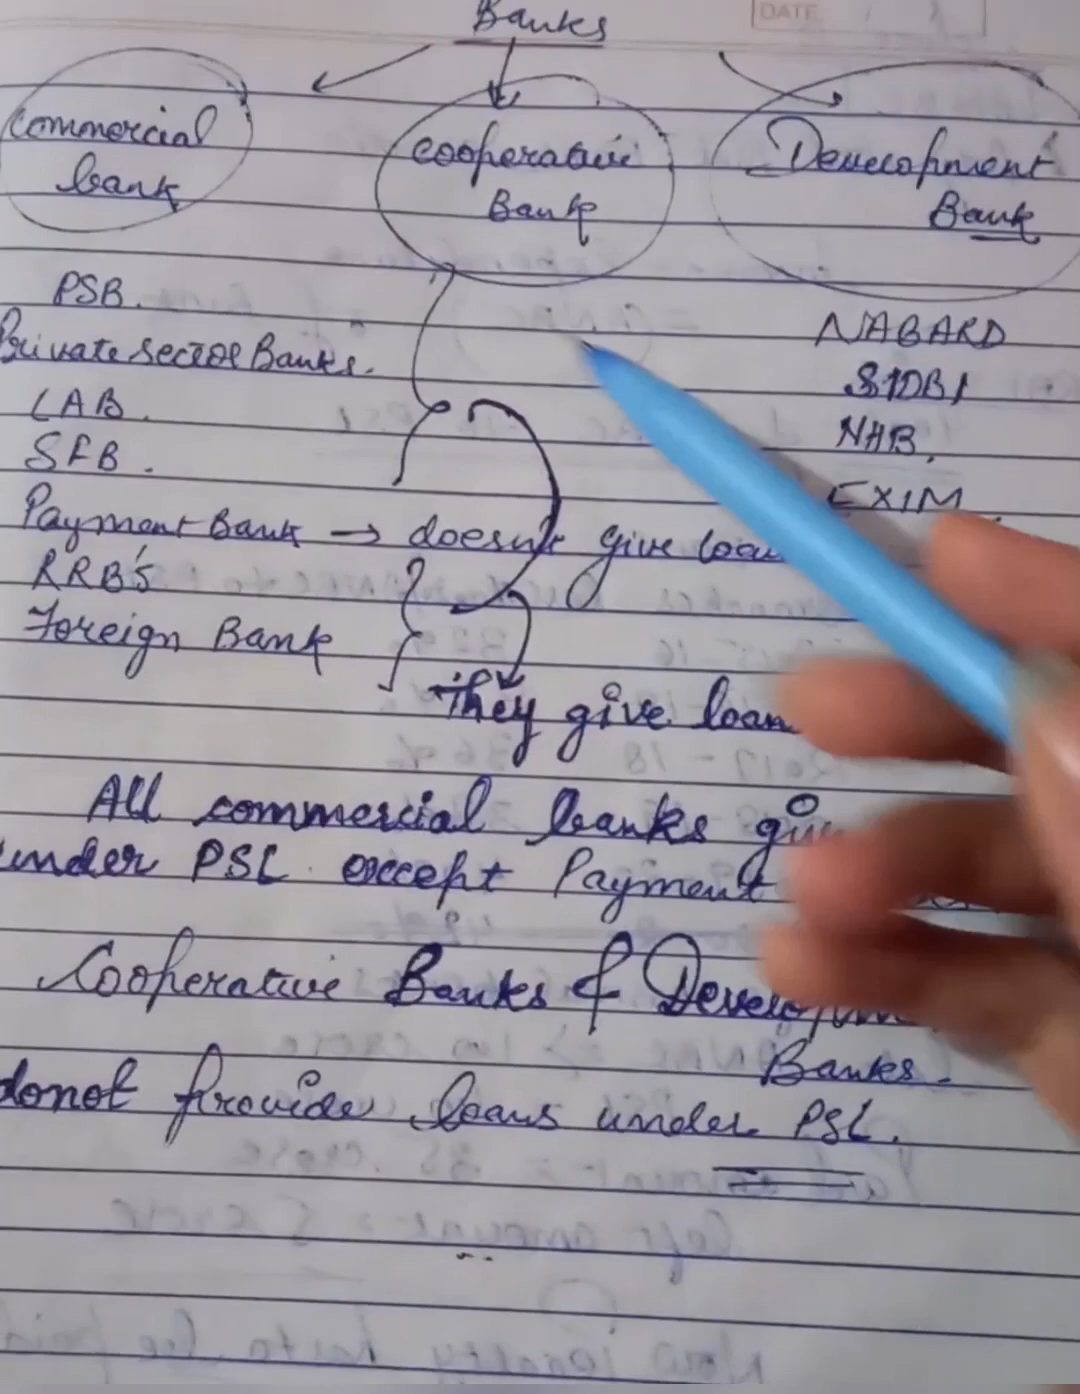 DATE
Banks
commercial bank
cooperative Bank
Development Bank
PSB.
Private sector Banks.
LAB.
SFB.
Payment Bank → doesn't give loan
RRB's
Foreign Bank
They give loan
NABARD
SIDBI
NHB.
EXIM.
All commercial banks
under PSL except Payment
Cooperative Banks &
Banks.
donot provide loans under PSL.